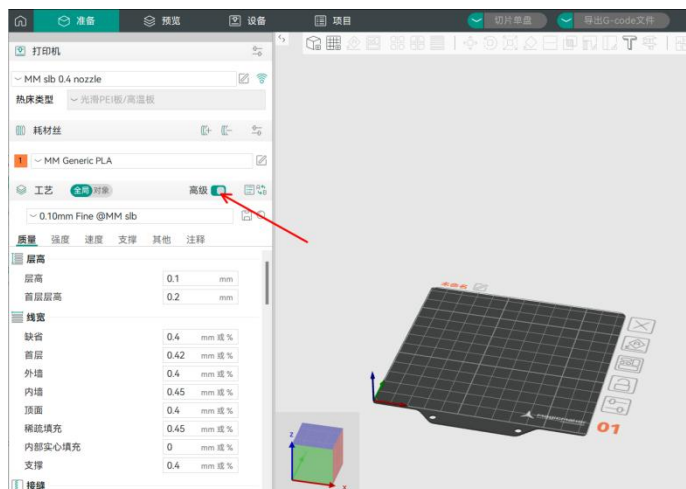 准备 预览 设备 项目 切片单盘 导出G-code文件
打印机
MM slb 0.4 nozzle
热床类型 光滑PEI板/高温板
耗材丝
1 MM Generic PLA
工艺 全局 对象 高级
0.10mm Fine @MM slb
质量 强度 速度 支撑 其他 注释
层高
层高 0.1 mm
首层层高 0.2 mm
线宽
缺省 0.4 mm 或 %
首层 0.42 mm 或 %
外墙 0.4 mm 或 %
内墙 0.45 mm 或 %
顶面 0.4 mm 或 %
稀疏填充 0.45 mm 或 %
内部实心填充 0 mm 或 %
支撑 0.4 mm 或 %
接缝
未命名
01
z
x